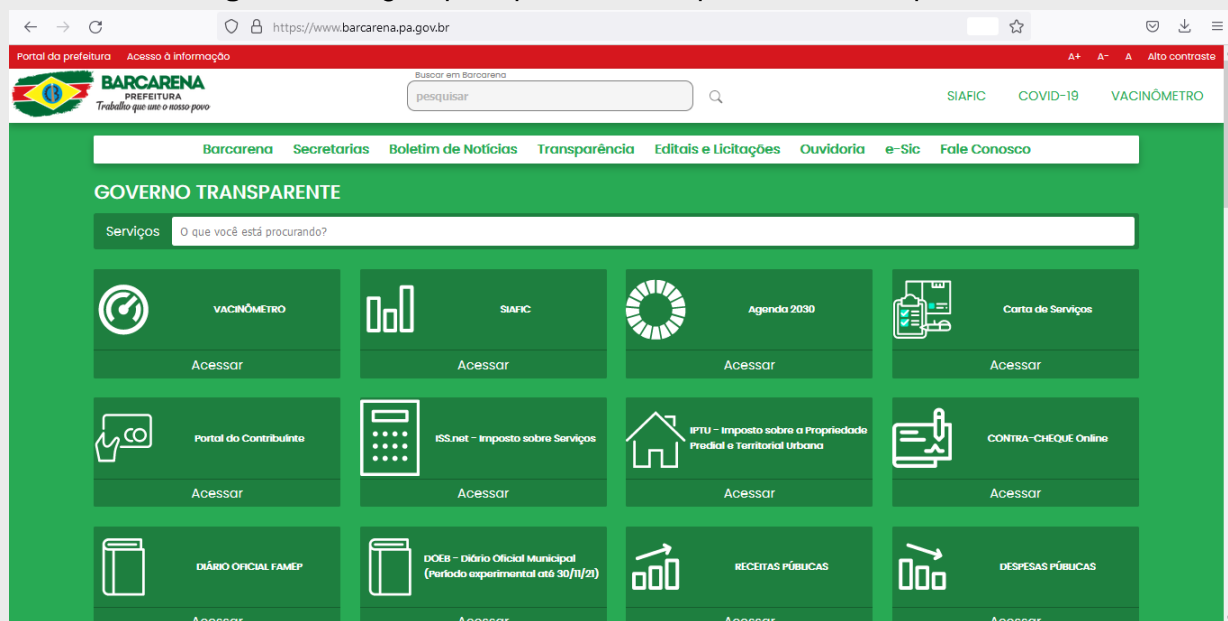 https://www.barcarena.pa.gov.br
Portal da prefeitura Acesso à informação A+ A- A Alto contraste
BARCARENA
PREFEITURA
Trabalho que une o nosso povo
Buscar em Barcarena
pesquisar
SIAFIC COVID-19 VACINÔMETRO
Barcarena Secretarias Boletim de Notícias Transparência Editais e Licitações Ouvidoria e-Sic Fale Conosco
GOVERNO TRANSPARENTE
Serviços O que você está procurando?
VACINÔMETRO
Acessar
SIAFIC
Acessar
Agenda 2030
Acessar
Carta de Serviços
Acessar
Portal do Contribuinte
Acessar
ISS.net - Imposto sobre Serviços
Acessar
IPTU - Imposto sobre a Propriedade
Predial e Territorial Urbana
Acessar
CONTRA-CHEQUE Online
Acessar
DIÁRIO OFICIAL FAMEP
Acessar
DOEB - Diário Oficial Municipal
(Período experimental até 30/11/21)
Acessar
RECEITAS PÚBLICAS
Acessar
DESPESAS PÚBLICAS
Acessar